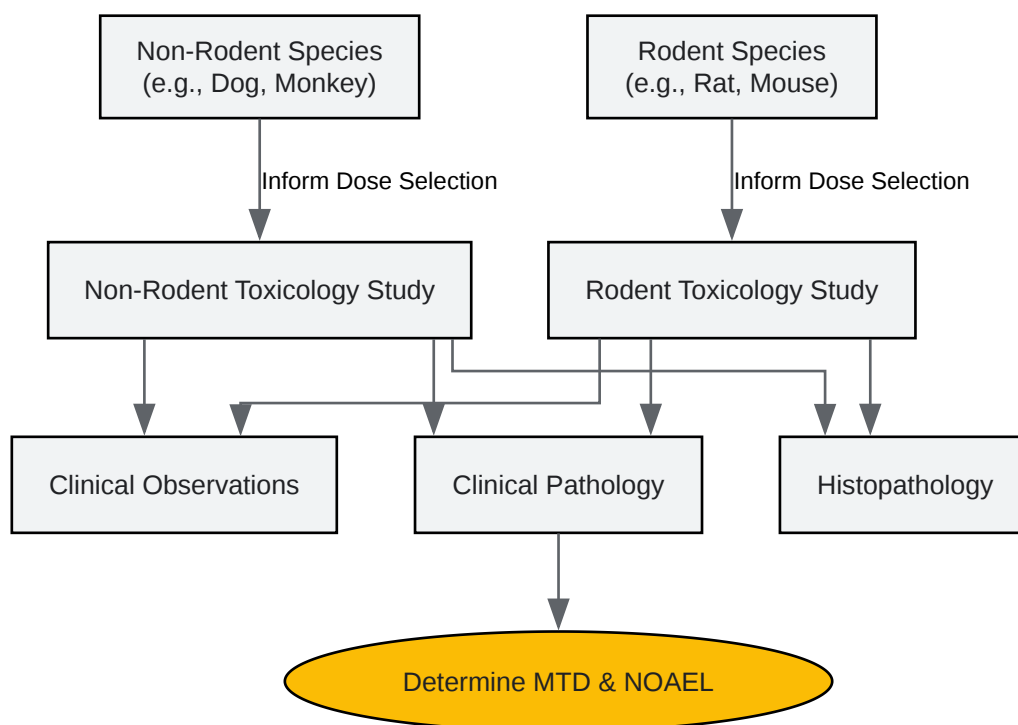 Non-Rodent Species
(e.g., Dog, Monkey)
Rodent Species
(e.g., Rat, Mouse)
Inform Dose Selection
Inform Dose Selection
Non-Rodent Toxicology Study
Rodent Toxicology Study
Clinical Observations
Clinical Pathology
Histopathology
Determine MTD & NOAEL